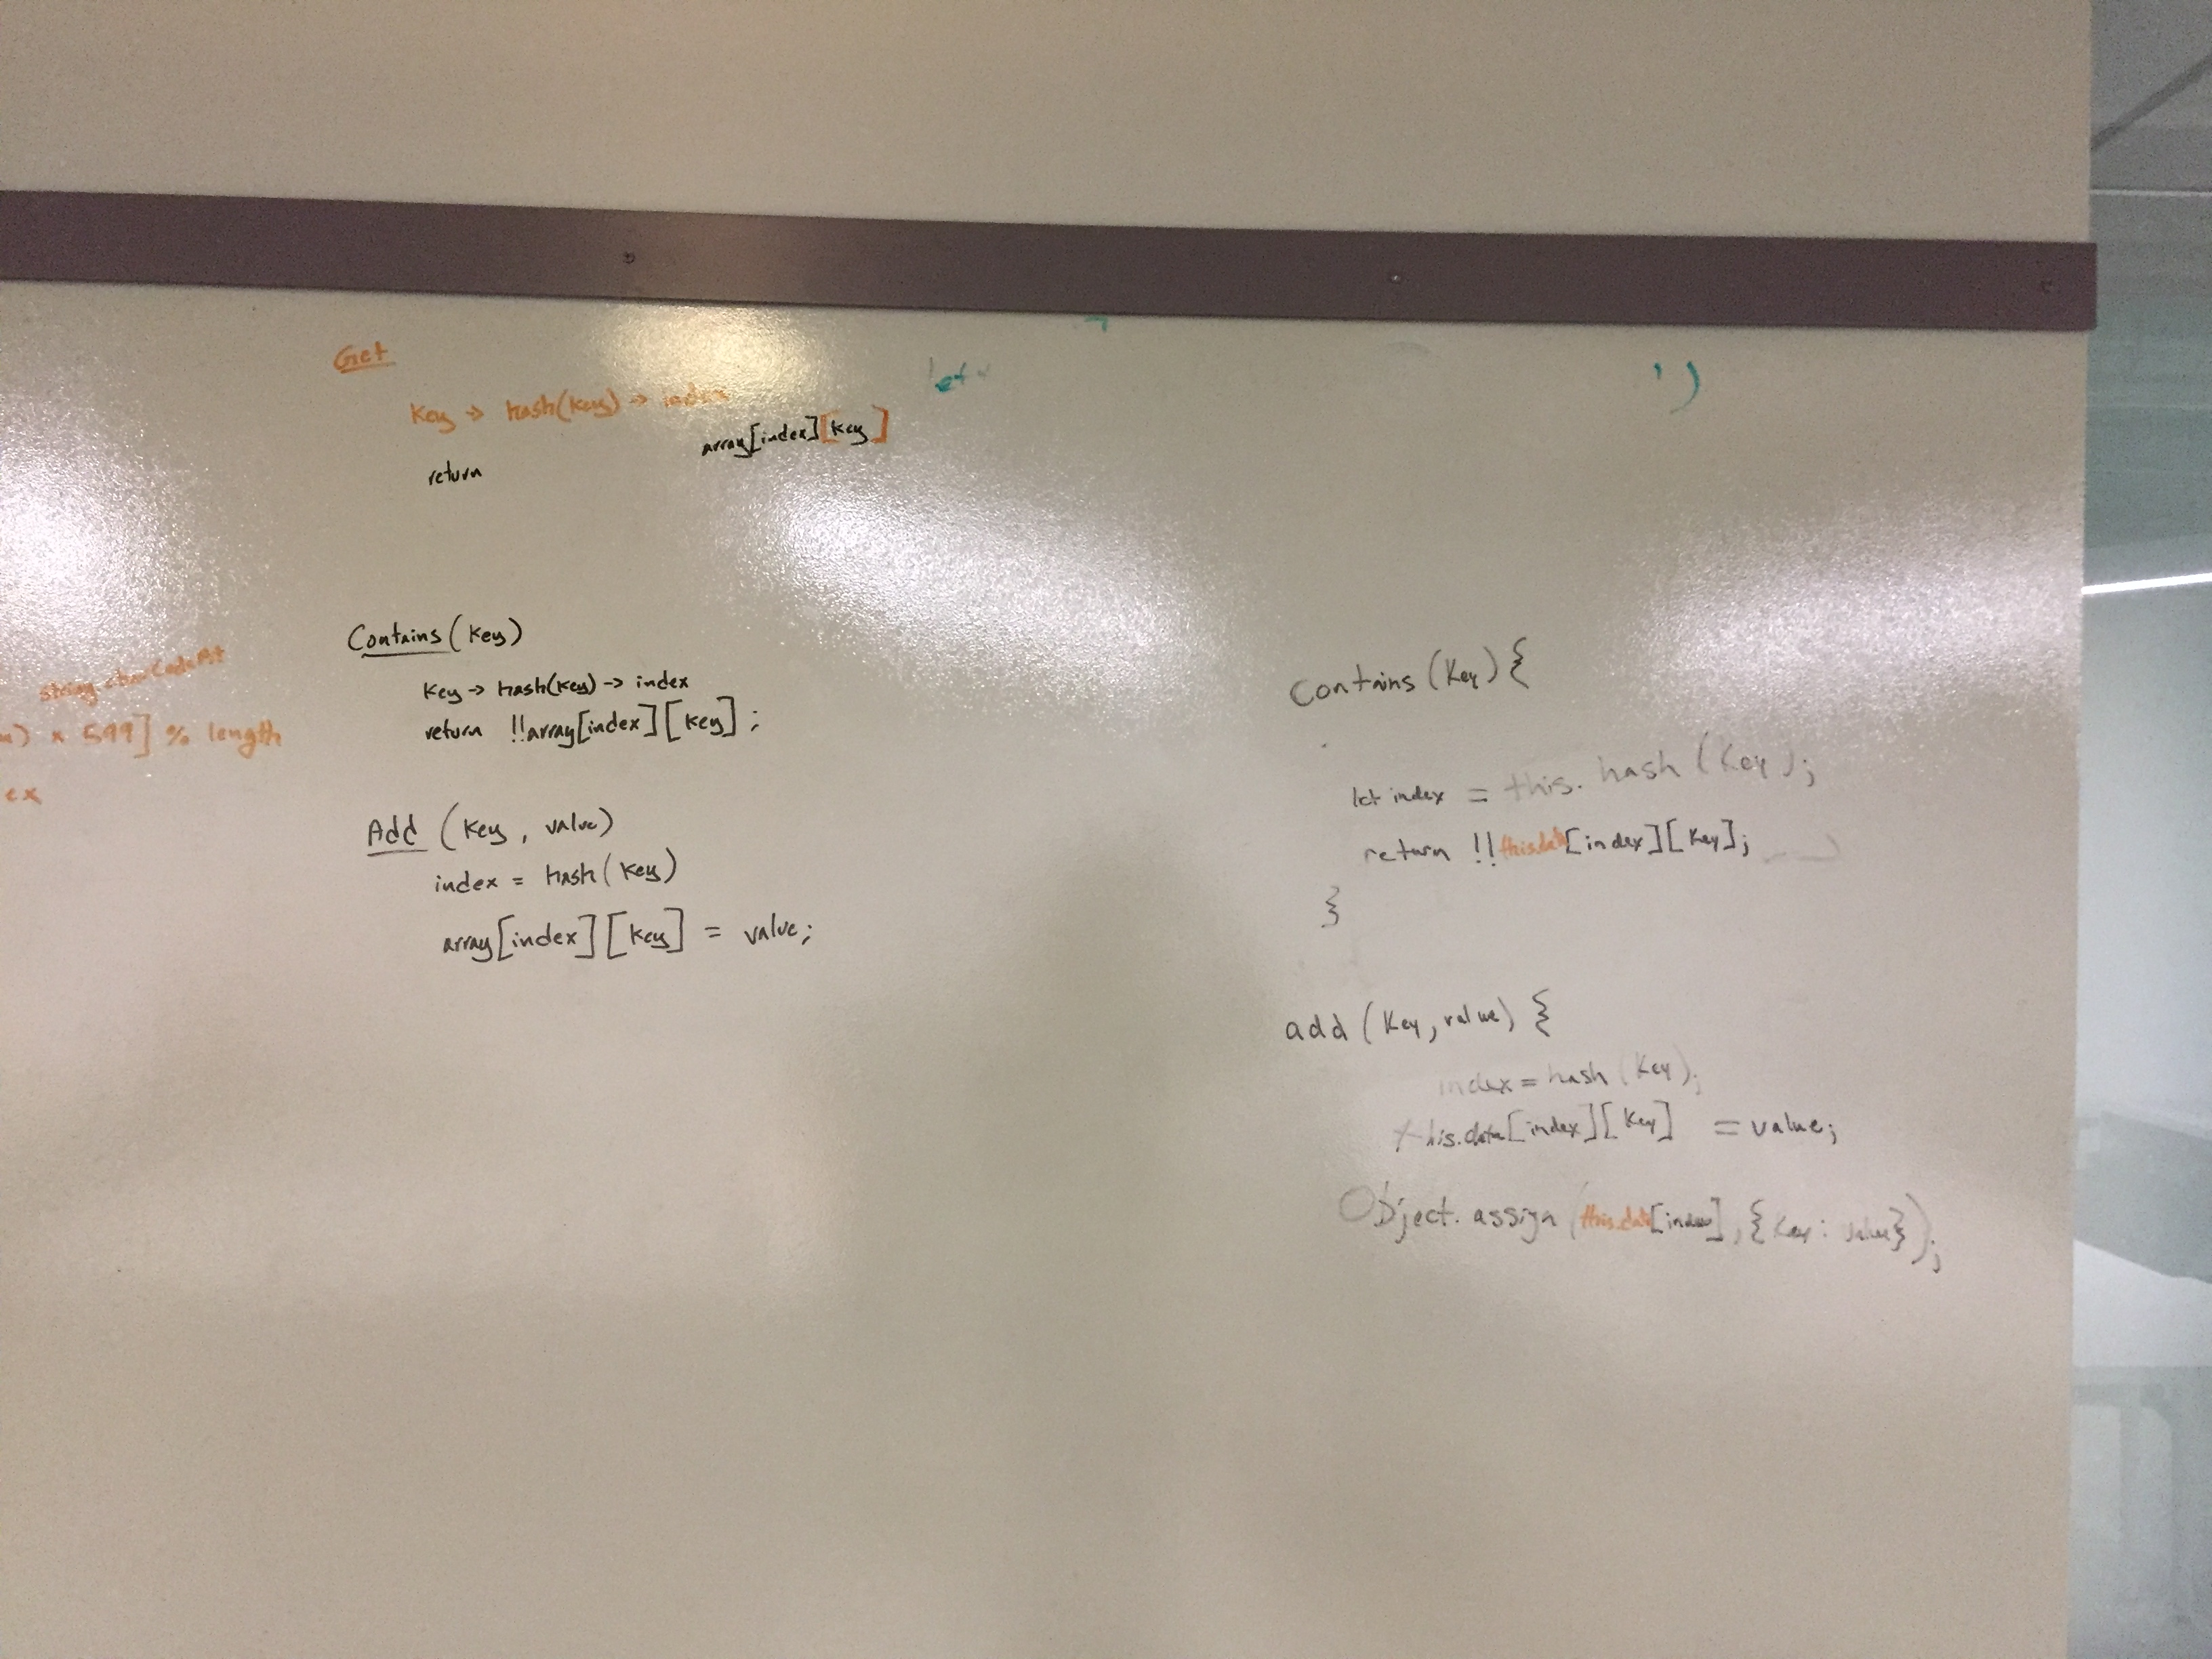 Get
Key → hash(Key) → index
array[index][key]
return
string.charCodeAt
) * 599] % length
ex
Contains (Key)
Key → hash(Key) → index
return !!array[index][Key];
Add (Key, value)
index = hash(Key)
array[index][Key] = value;
let
')
Contains (Key) {
let index = this.hash(Key);
return !!this.data[index][Key];
}
add (Key, value) {
index = hash (Key);
this.data[index][Key] = value;
Object.assign (this.data[index], {Key: value});